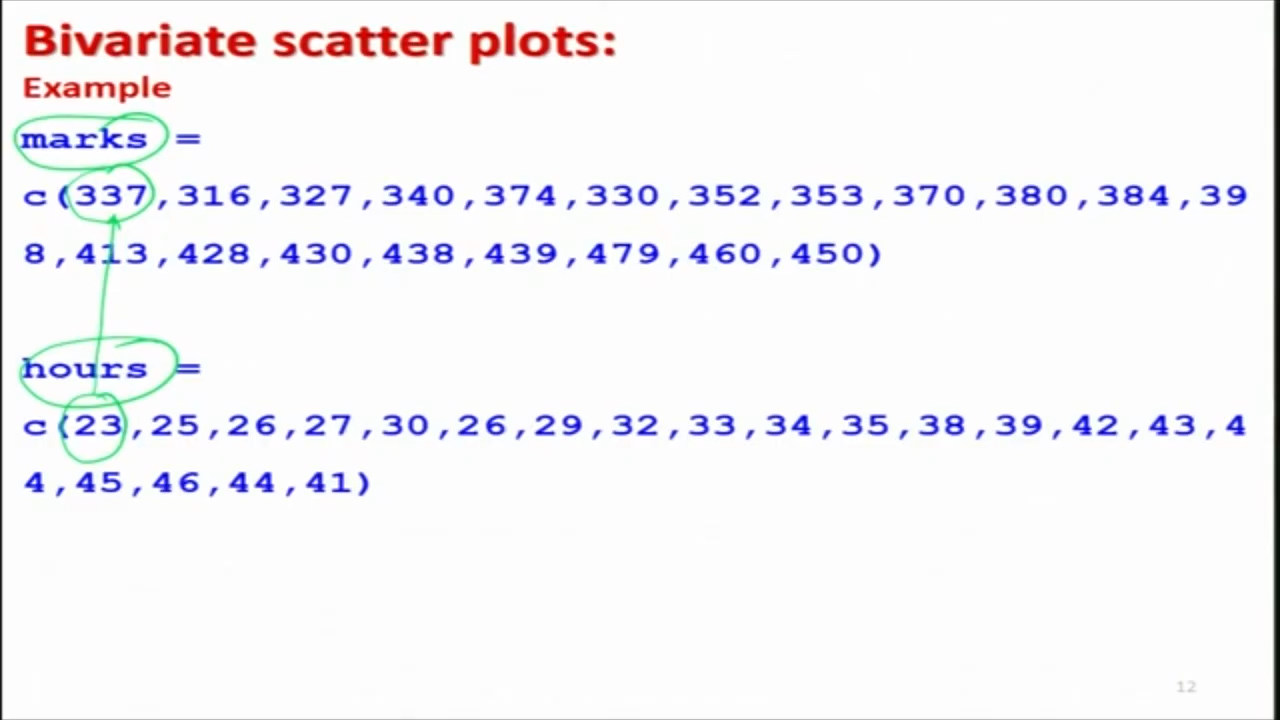 Bivariate scatter plots:
Example
marks =
c(337,316,327,340,374,330,352,353,370,380,384,39
8,413,428,430,438,439,479,460,450)
hours =
c(23,25,26,27,30,26,29,32,33,34,35,38,39,42,43,4
4,45,46,44,41)
12